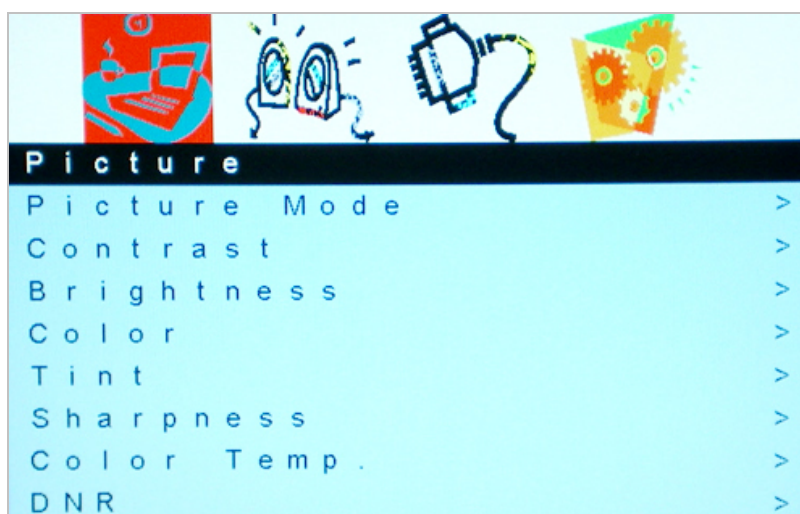 Picture
Picture Mode >
Contrast >
Brightness >
Color >
Tint >
Sharpness >
Color Temp. >
DNR >